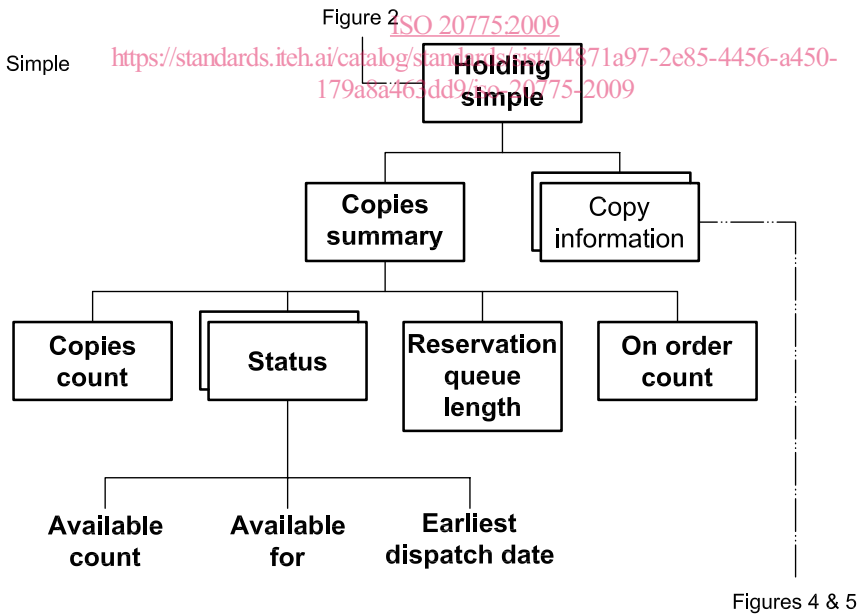 Figure 2
ISO 20775:2009
Simple
https://standards.iteh.ai/catalog/standards/sist/04871a97-2e85-4456-a450-
179a8a463dd9/iso-20775-2009
Holding
simple
Copies
summary
Copy
information
Copies
count
Status
Reservation
queue
length
On order
count
Available
count
Available
for
Earliest
dispatch date
Figures 4 & 5